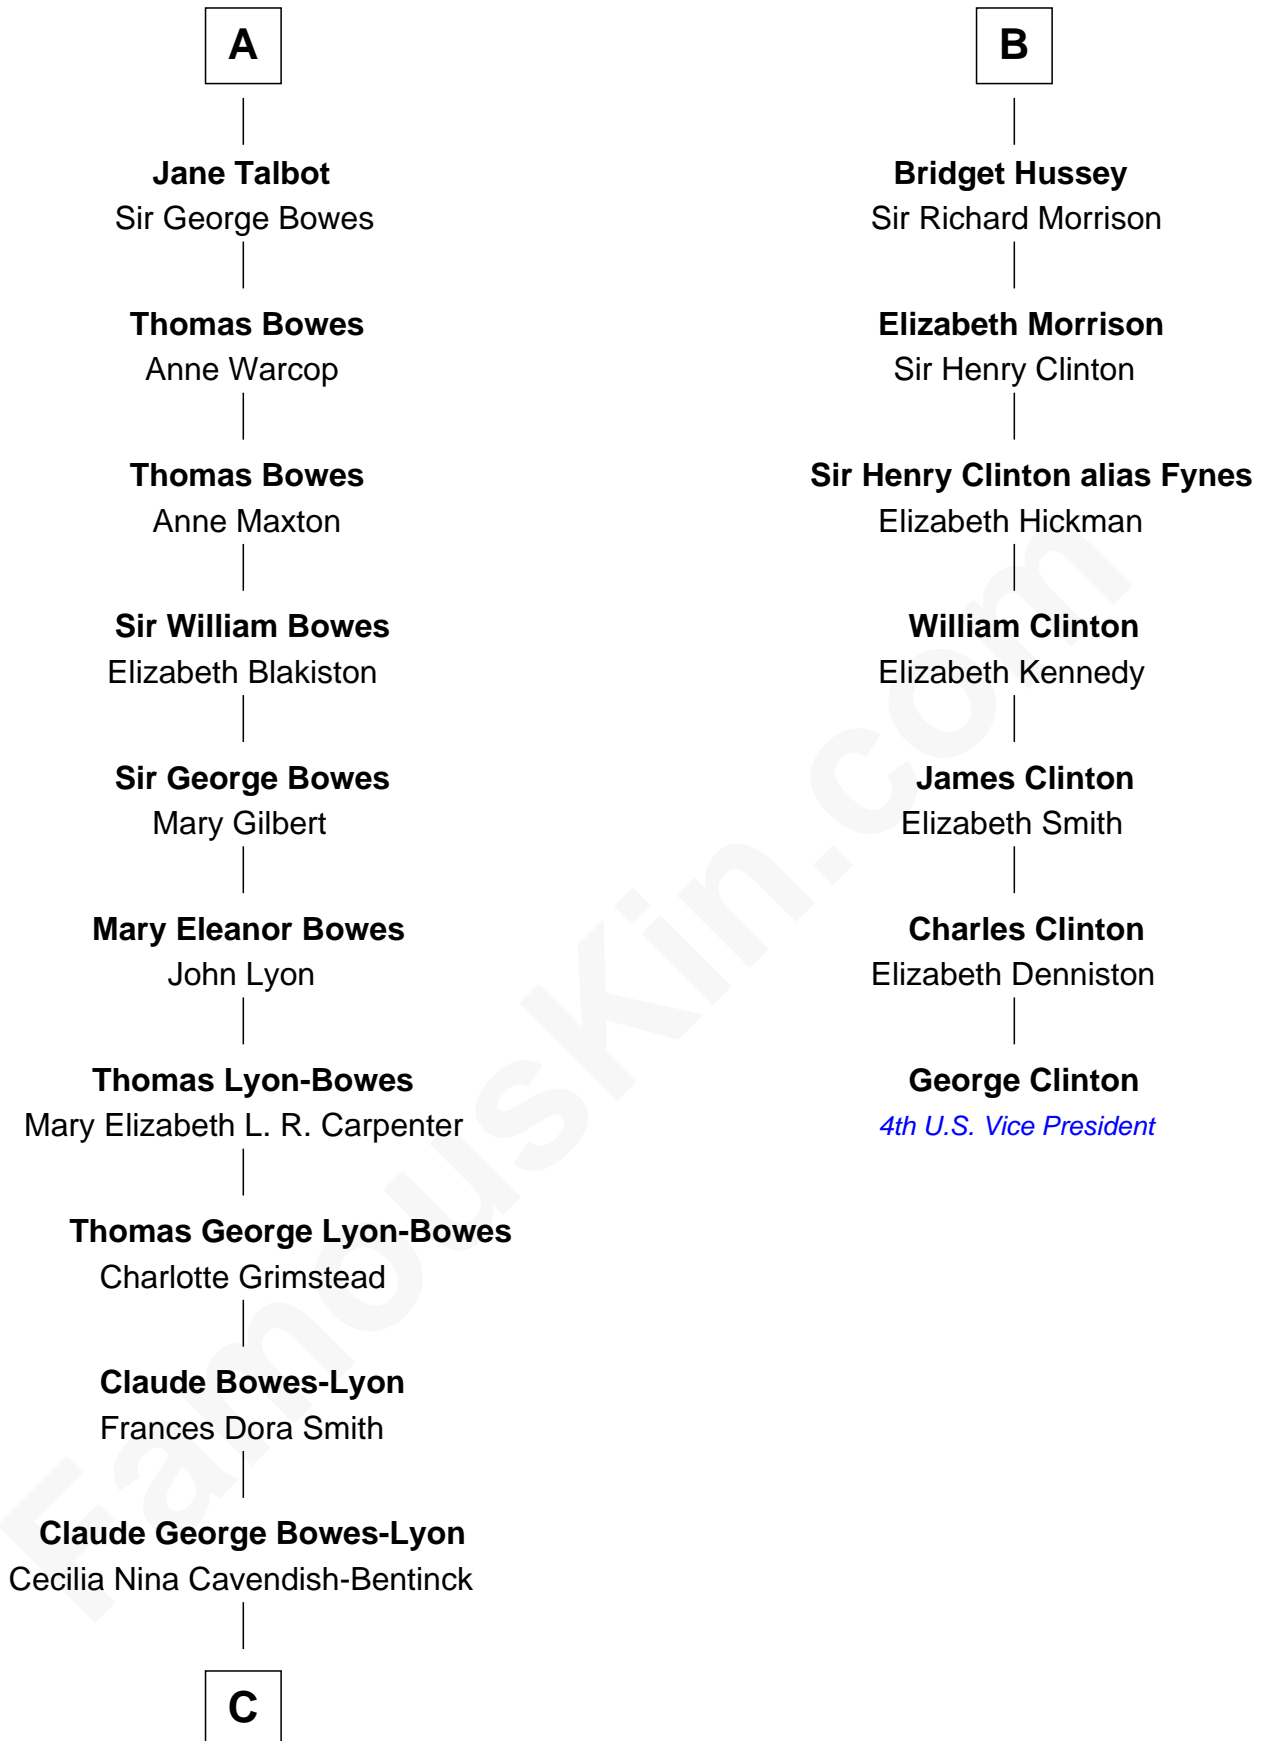 A
Jane Talbot
Sir George Bowes
Thomas Bowes
Anne Warcop
Thomas Bowes
Anne Maxton
Sir William Bowes
Elizabeth Blakiston
Sir George Bowes
Mary Gilbert
Mary Eleanor Bowes
John Lyon
Thomas Lyon-Bowes
Mary Elizabeth L. R. Carpenter
Thomas George Lyon-Bowes
Charlotte Grimstead
Claude Bowes-Lyon
Frances Dora Smith
Claude George Bowes-Lyon
Cecilia Nina Cavendish-Bentinck
C
B
Bridget Hussey
Sir Richard Morrison
Elizabeth Morrison
Sir Henry Clinton
Sir Henry Clinton alias Fynes
Elizabeth Hickman
William Clinton
Elizabeth Kennedy
James Clinton
Elizabeth Smith
Charles Clinton
Elizabeth Denniston
George Clinton
4th U.S. Vice President
FamousKin.com